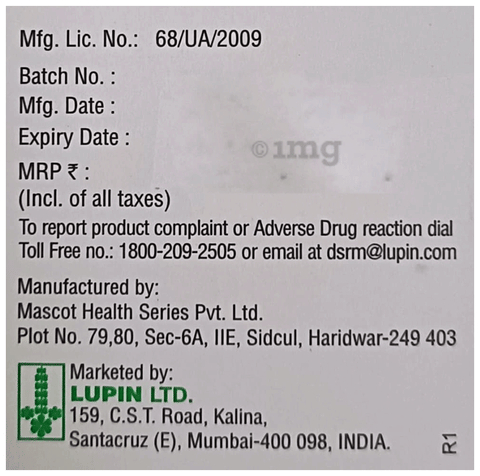 Mfg. Lic. No.: 68/UA/2009
Batch No. :
Mfg. Date :
Expiry Date :
1mg
MRP ₹ :
(Incl. of all taxes)
To report product complaint or Adverse Drug reaction dial
Toll Free no.: 1800-209-2505 or email at dsrm@lupin.com
Manufactured by:
Mascot Health Series Pvt. Ltd.
Plot No. 79,80, Sec-6A, IIE, Sidcul, Haridwar-249 403
Marketed by:
LUPIN LTD.
159, C.S.T. Road, Kalina,
Santacruz (E), Mumbai-400 098, INDIA.
R1